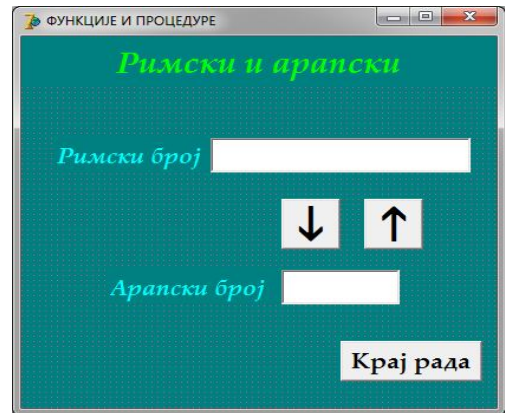 ФУНКЦИЈЕ И ПРОЦЕДУРЕ
Римски и арапски
Римски број
↓ ↑
Арапски број
Крај рада